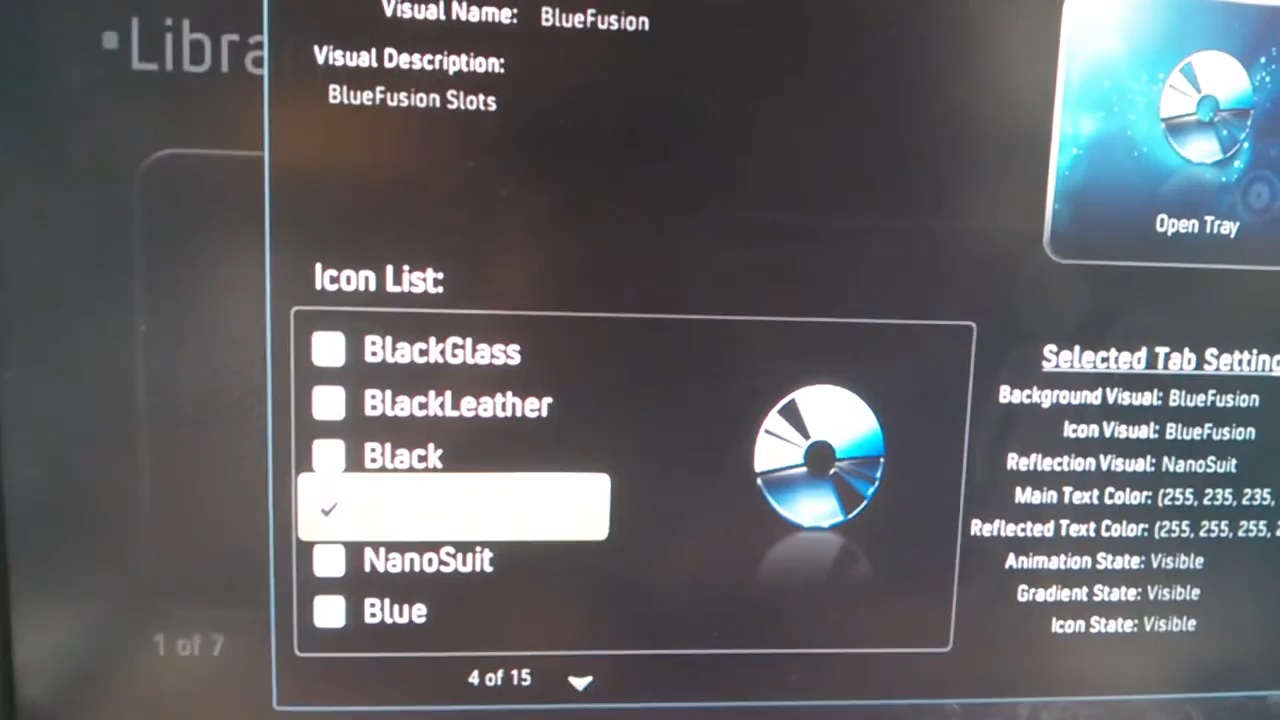 Visual Name: BlueFusion
▪Libra
Visual Description:
BlueFusion Slots
Open Tray
Icon List:
BlackGlass
BlackLeather
Black
NanoSuit
Blue
4 of 15
1 of 7
Selected Tab Setting
Background Visual: BlueFusion
Icon Visual: BlueFusion
Reflection Visual: NanoSuit
Main Text Color: (255, 235, 235,
Reflected Text Color: (255, 255, 255,
Animation State: Visible
Gradient State: Visible
Icon State: Visible